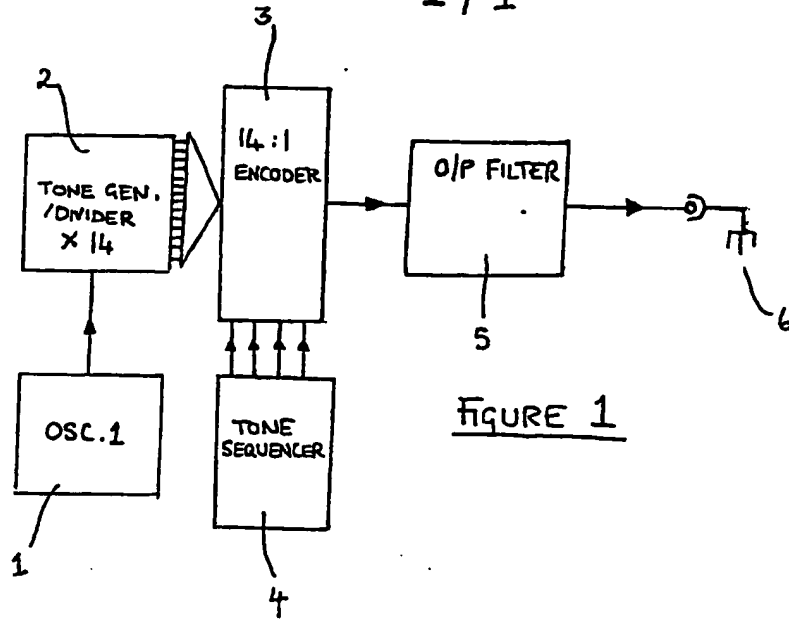 1/1
3
2
14:1
ENCODER
TONE GEN.
/DIVIDER
X 14
O/P FILTER
6
5
OSC.1
TONE
SEQUENCER
FIGURE 1
1
4